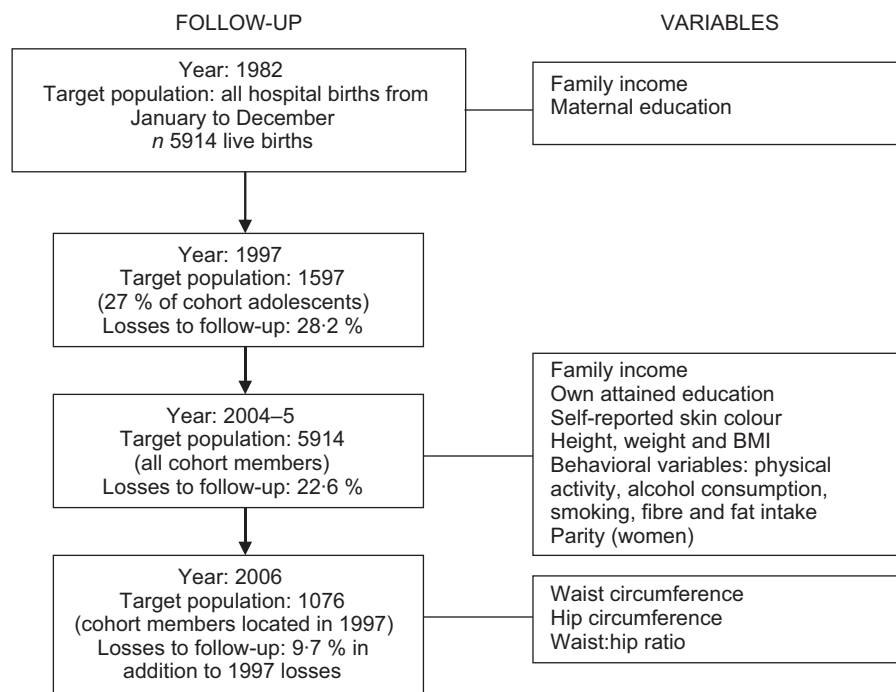 FOLLOW-UP
VARIABLES
Year: 1982
Target population: all hospital births from
January to December
n 5914 live births
Family income
Maternal education
Year: 1997
Target population: 1597
(27 % of cohort adolescents)
Losses to follow-up: 28·2 %
Year: 2004–5
Target population: 5914
(all cohort members)
Losses to follow-up: 22·6 %
Family income
Own attained education
Self-reported skin colour
Height, weight and BMI
Behavioral variables: physical
activity, alcohol consumption,
smoking, fibre and fat intake
Parity (women)
Year: 2006
Target population: 1076
(cohort members located in 1997)
Losses to follow-up: 9·7 % in
addition to 1997 losses
Waist circumference
Hip circumference
Waist:hip ratio